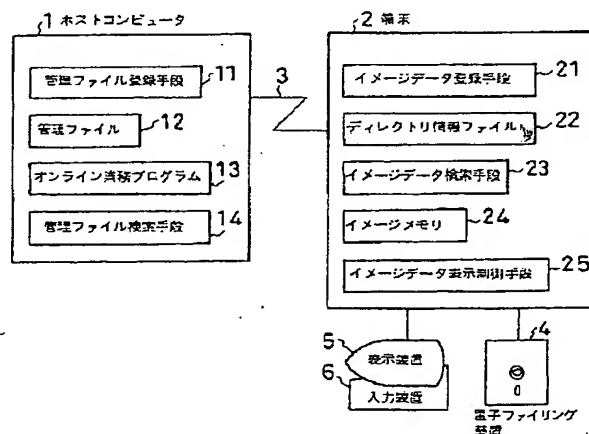 1 ホストコンピュータ
管理ファイル登録手段 11
管理ファイル 12
オンライン業務プログラム 13
管理ファイル検索手段 14
3
2 端末
イメージデータ登録手段 21
ディレクトリ情報ファイル 22
イメージデータ検索手段 23
イメージメモリ 24
イメージデータ表示制御手段 25
5 表示装置
6 入力装置
4
電子ファイリング
装置